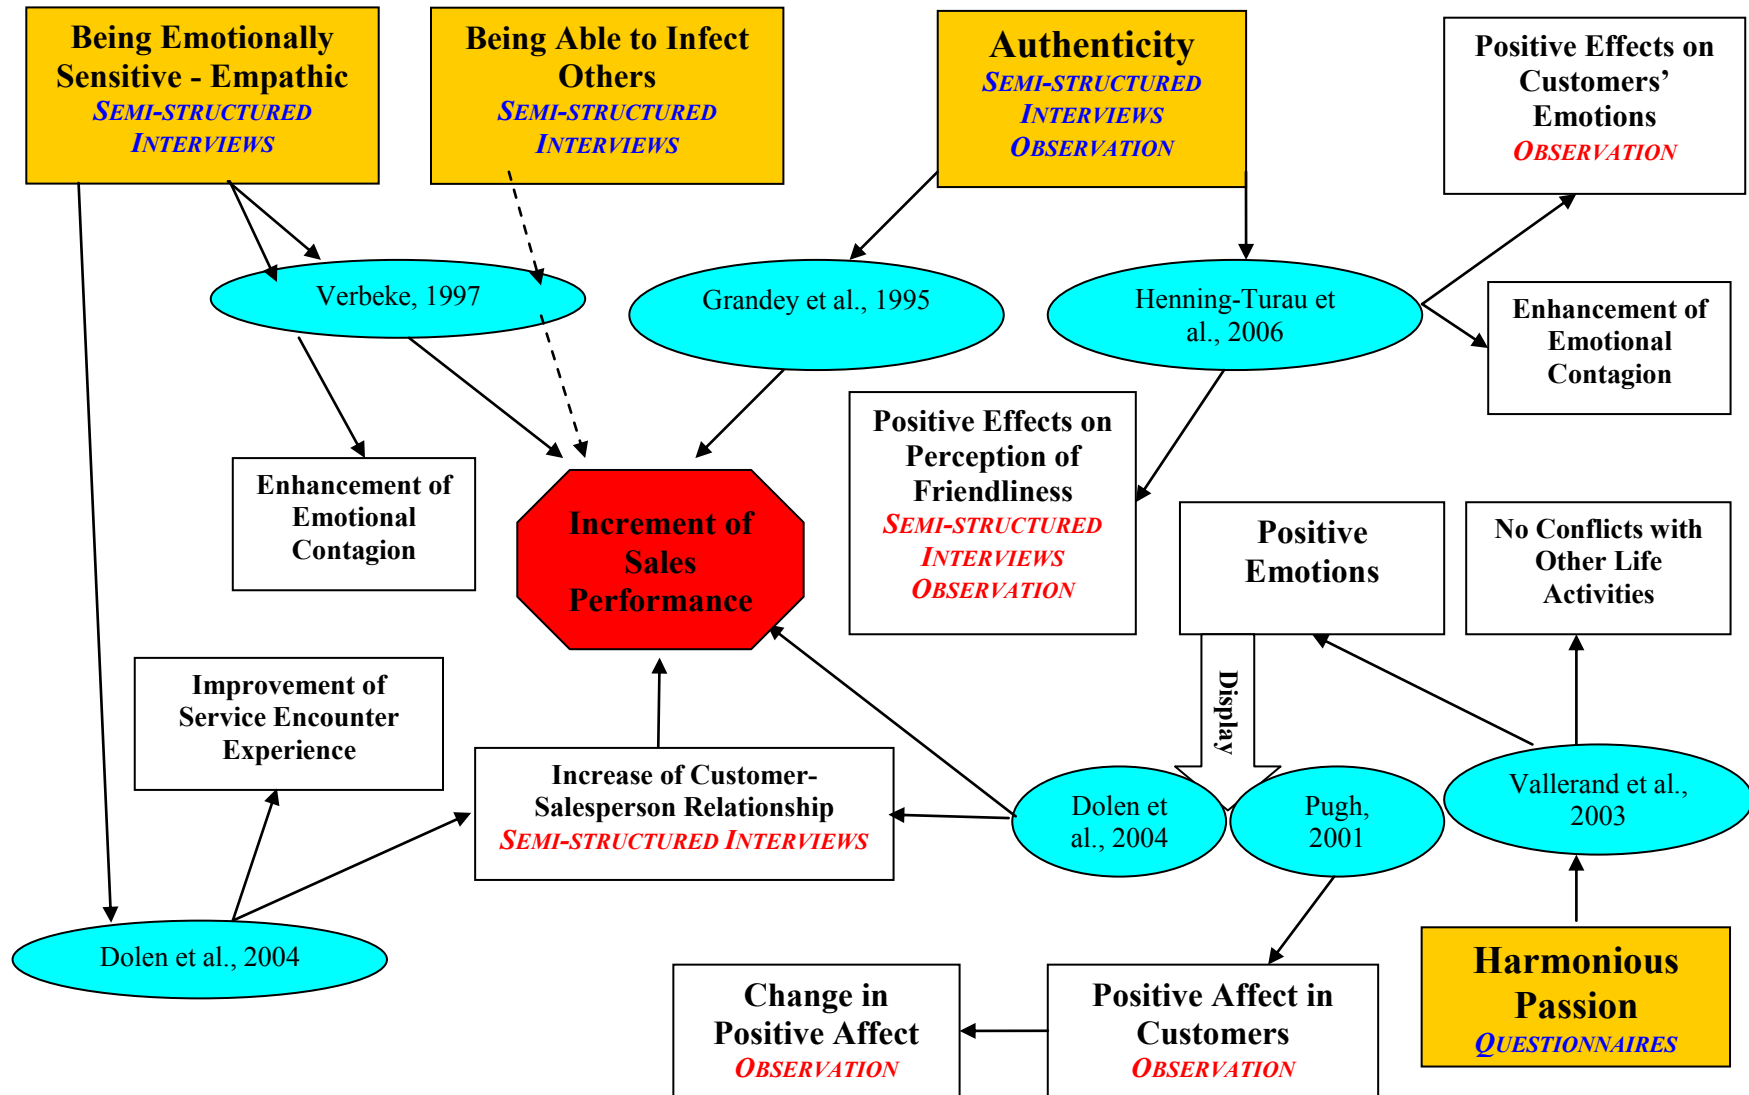 Being Emotionally
Sensitive - Empathic
SEMI-STRUCTURED
INTERVIEWS
Being Able to Infect
Others
SEMI-STRUCTURED
INTERVIEWS
Authenticity
SEMI-STRUCTURED
INTERVIEWS
OBSERVATION
Positive Effects on
Customers’
Emotions
OBSERVATION
Verbeke, 1997
Grandey et al., 1995
Henning-Turau et
al., 2006
Enhancement of
Emotional
Contagion
Positive Effects on
Perception of
Friendliness
SEMI-STRUCTURED
INTERVIEWS
OBSERVATION
Enhancement of
Emotional
Contagion
Increment of
Sales
Performance
Positive
Emotions
No Conflicts with
Other Life
Activities
Display
Improvement of
Service Encounter
Experience
Increase of Customer-
Salesperson Relationship
SEMI-STRUCTURED INTERVIEWS
Dolen et
al., 2004
Pugh,
2001
Vallerand et al.,
2003
Dolen et al., 2004
Change in
Positive Affect
OBSERVATION
Positive Affect in
Customers
OBSERVATION
Harmonious
Passion
QUESTIONNAIRES